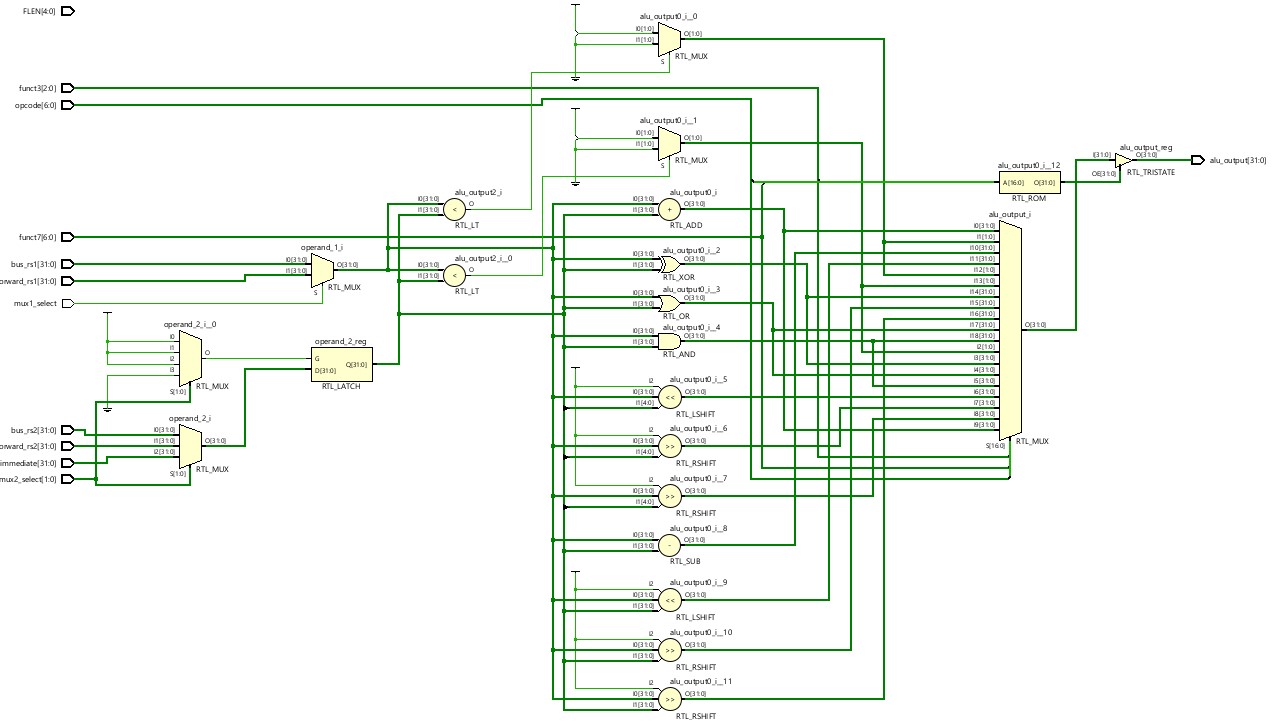 FLEN[4:0]
funct3[2:0]
opcode[6:0]
funct7[6:0]
bus_rs1[31:0]
orward_rs1[31:0]
mux1_select
bus_rs2[31:0]
orward_rs2[31:0]
immediate[31:0]
mux2_select[1:0]
operand_1_i
I0[31:0]
I1[31:0]
O[31:0]
S
RTL_MUX
operand_2_i__0
I0
I1
I2
I3
O
S[1:0]
RTL_MUX
operand_2_i
I0[31:0]
I1[31:0]
I2[31:0]
O[31:0]
S[1:0]
RTL_MUX
operand_2_reg
G
D[31:0]
Q[31:0]
RTL_LATCH
alu_output2_i
I0[31:0]
I1[31:0]
<
O
RTL_LT
alu_output2_i__0
I0[31:0]
I1[31:0]
<
O
RTL_LT
alu_output0_i__0
I0[1:0]
I1[1:0]
O[1:0]
S
RTL_MUX
alu_output0_i__1
I0[1:0]
I1[1:0]
O[1:0]
S
RTL_MUX
alu_output0_i
I0[31:0]
I1[31:0]
+
O[31:0]
RTL_ADD
alu_output0_i__2
I0[31:0]
I1[31:0]
O[31:0]
RTL_XOR
alu_output0_i__3
I0[31:0]
I1[31:0]
O[31:0]
RTL_OR
alu_output0_i__4
I0[31:0]
I1[31:0]
O[31:0]
RTL_AND
alu_output0_i__5
I2
I0[31:0]
I1[4:0]
<<
O[31:0]
RTL_LSHIFT
alu_output0_i__6
I2
I0[31:0]
I1[4:0]
>>
O[31:0]
RTL_RSHIFT
alu_output0_i__7
I2
I0[31:0]
I1[4:0]
>>
O[31:0]
RTL_RSHIFT
alu_output0_i__8
I0[31:0]
I1[31:0]
-
O[31:0]
RTL_SUB
alu_output0_i__9
I2
I0[31:0]
I1[31:0]
<<
O[31:0]
RTL_LSHIFT
alu_output0_i__10
I2
I0[31:0]
I1[31:0]
>>
O[31:0]
RTL_RSHIFT
alu_output0_i__11
I2
I0[31:0]
I1[31:0]
>>
O[31:0]
RTL_RSHIFT
alu_output0_i__12
A[16:0]
O[31:0]
RTL_ROM
alu_output_i
I0[31:0]
I1[1:0]
I10[31:0]
I11[31:0]
I12[1:0]
I13[1:0]
I14[31:0]
I15[31:0]
I16[31:0]
I17[31:0]
I18[31:0]
I2[1:0]
I3[31:0]
I4[31:0]
I5[31:0]
I6[31:0]
I7[31:0]
I8[31:0]
I9[31:0]
O[31:0]
S[16:0]
RTL_MUX
alu_output_reg
I[31:0]
O[31:0]
OE[31:0]
RTL_TRISTATE
alu_output[31:0]